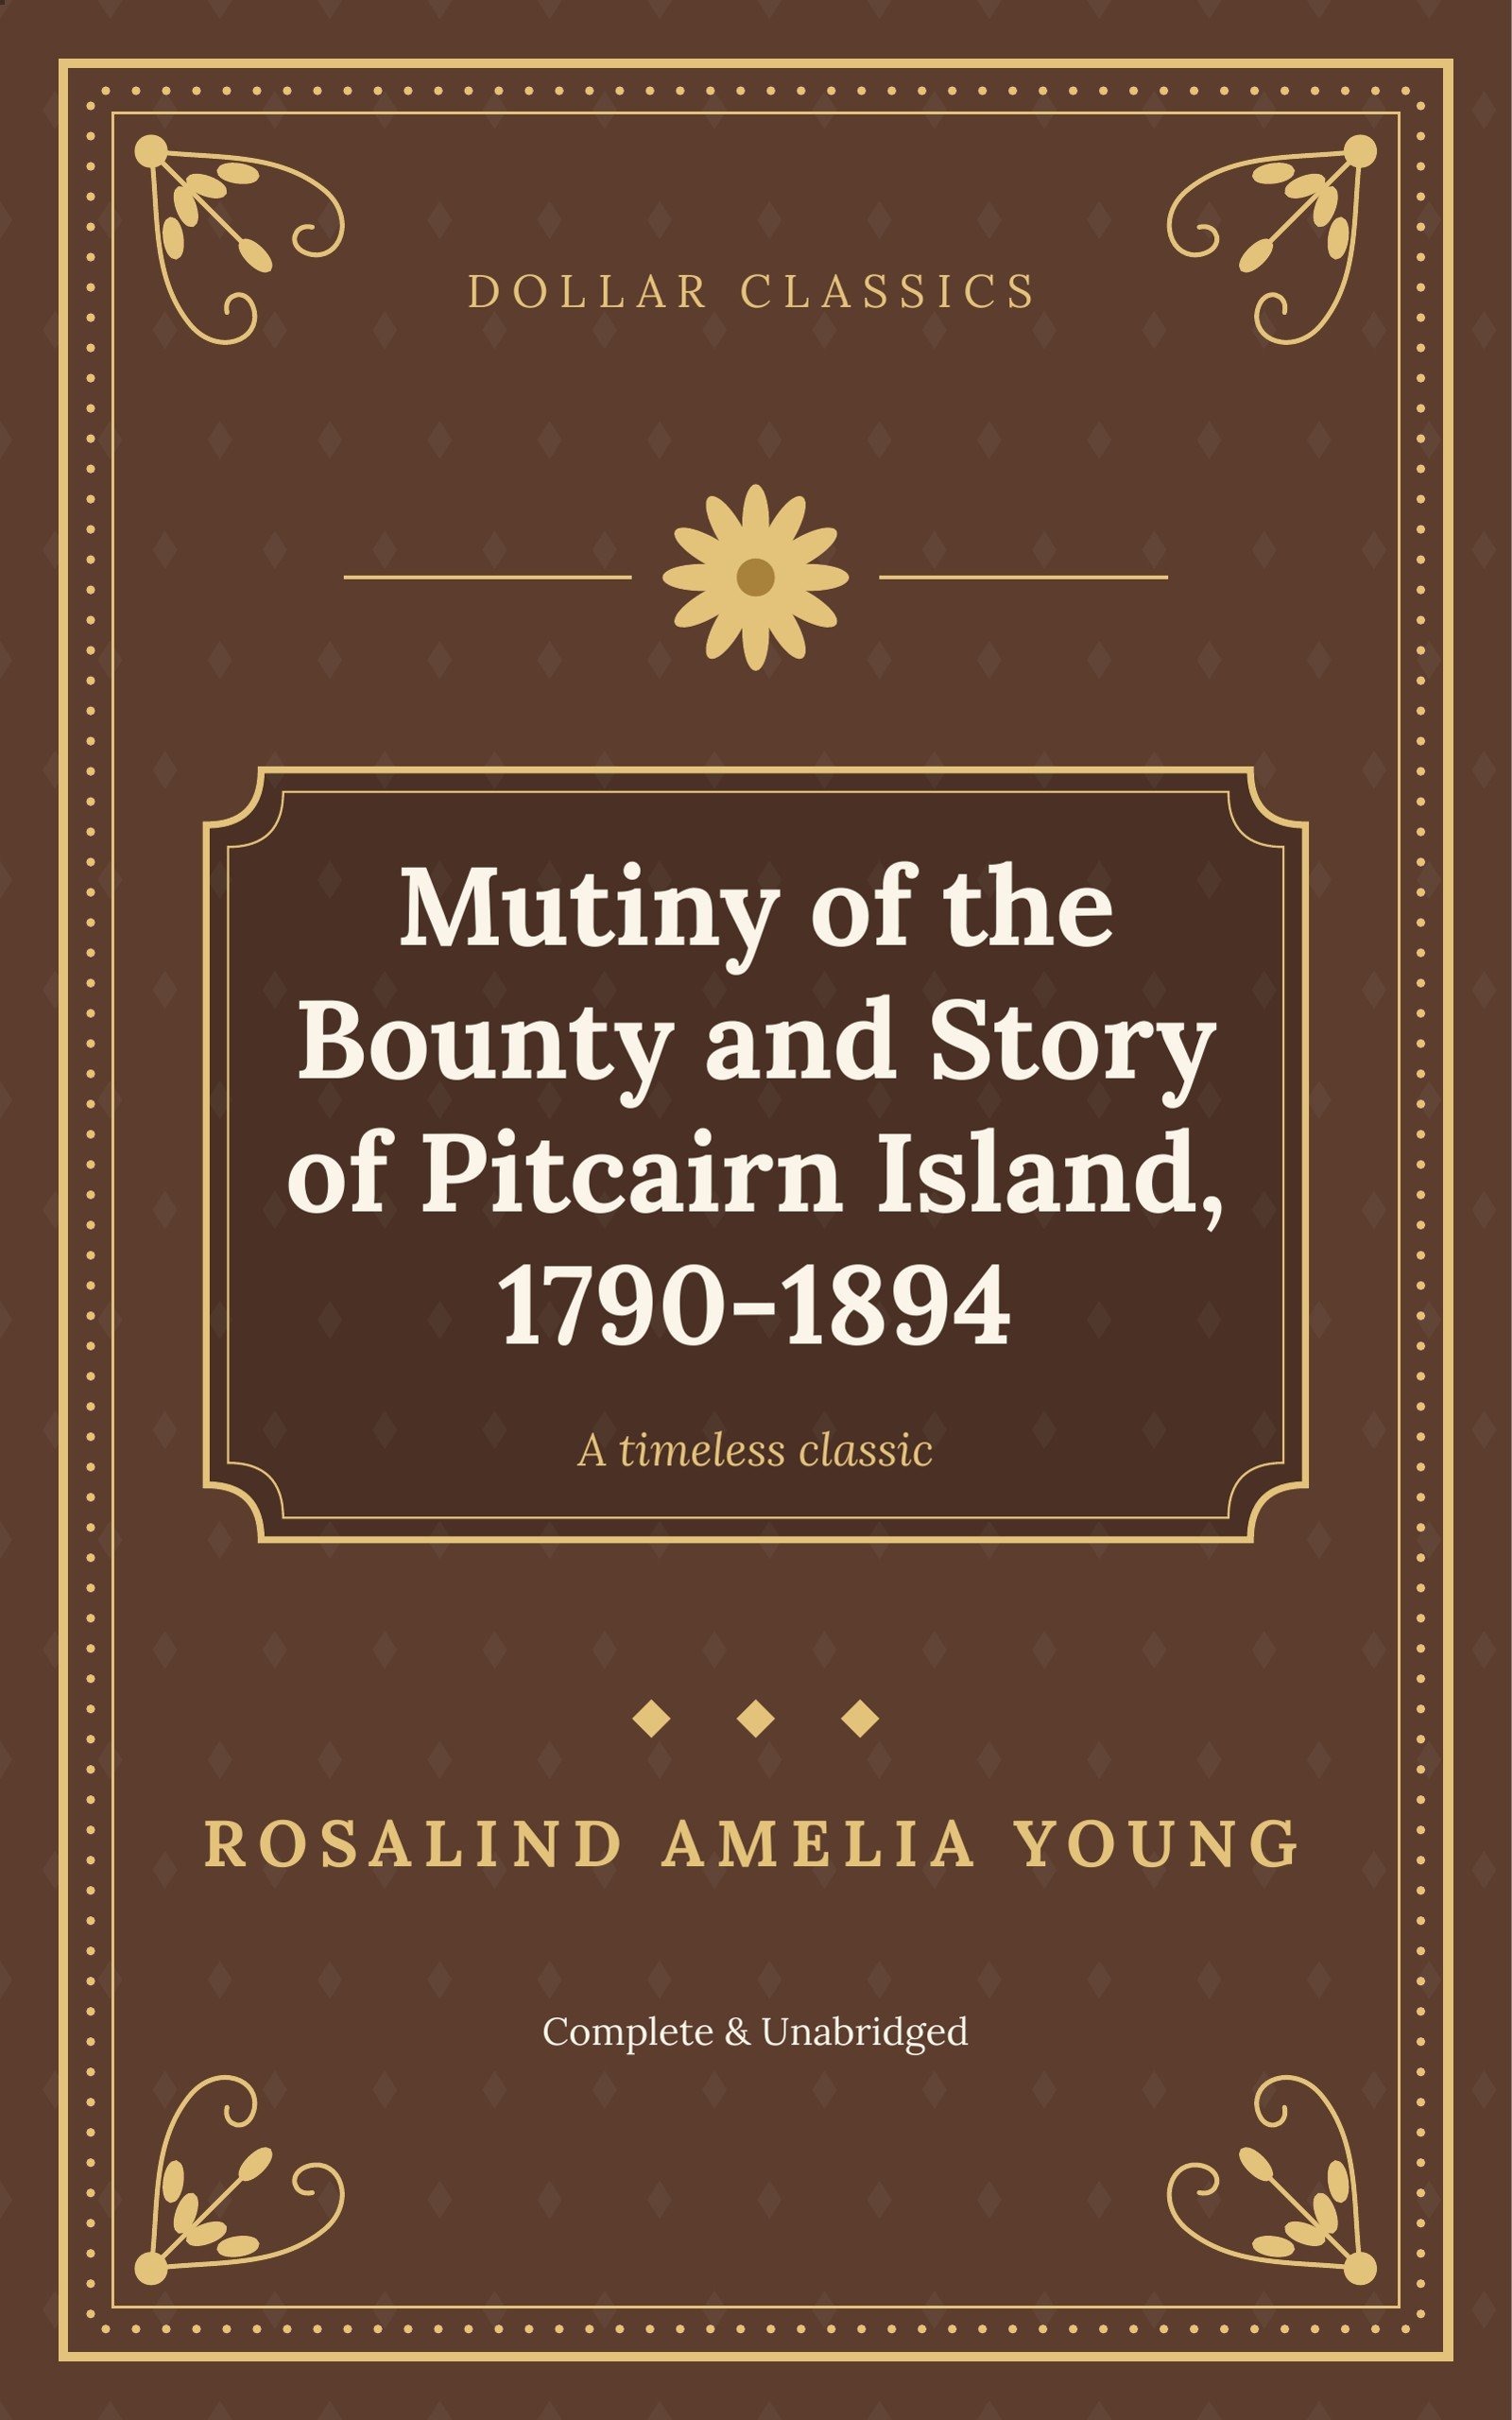 DOLLAR CLASSICS
Mutiny of the
Bounty and Story
of Pitcairn Island,
1790–1894
A timeless classic
ROSALIND AMELIA YOUNG
Complete & Unabridged